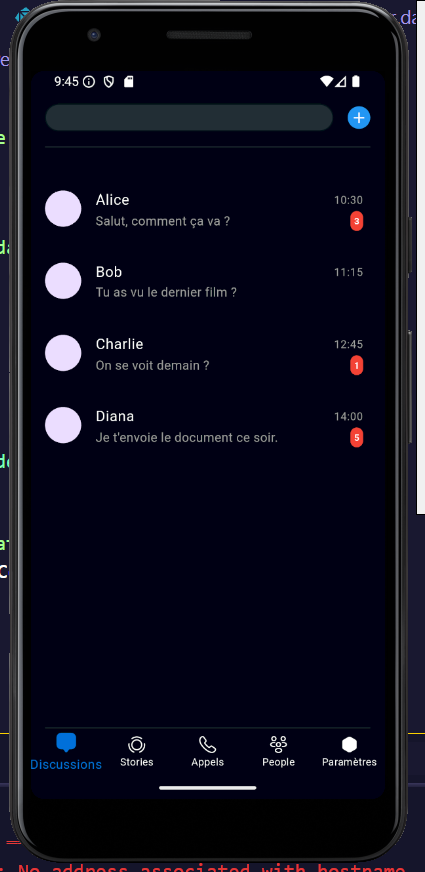 9:45
Alice 10:30
Salut, comment ça va ? 3
Bob 11:15
Tu as vu le dernier film ?
Charlie 12:45
On se voit demain ? 1
Diana 14:00
Je t'envoie le document ce soir. 5
Discussions Stories Appels People Paramètres
: No address associated with hostname